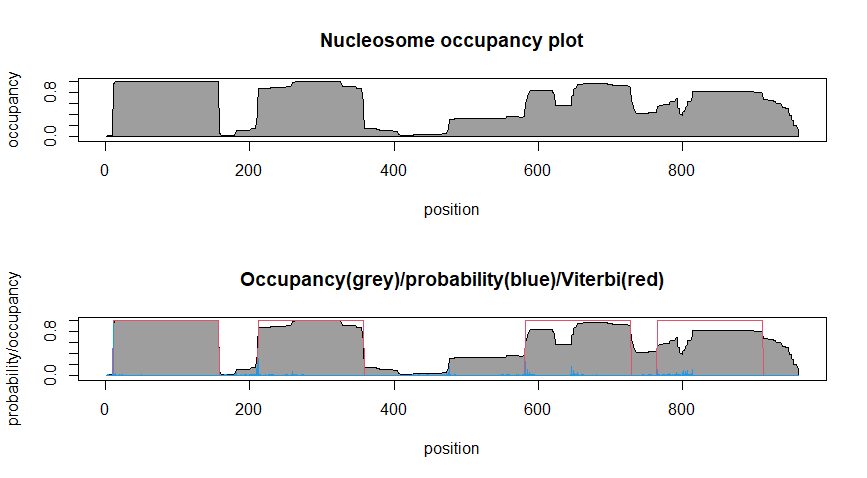 Nucleosome occupancy plot
occupancy
0.8
0.0
0 200 400 600 800
position
Occupancy(grey)/probability(blue)/Viterbi(red)
probability/occupancy
0.8
0.0
0 200 400 600 800
position